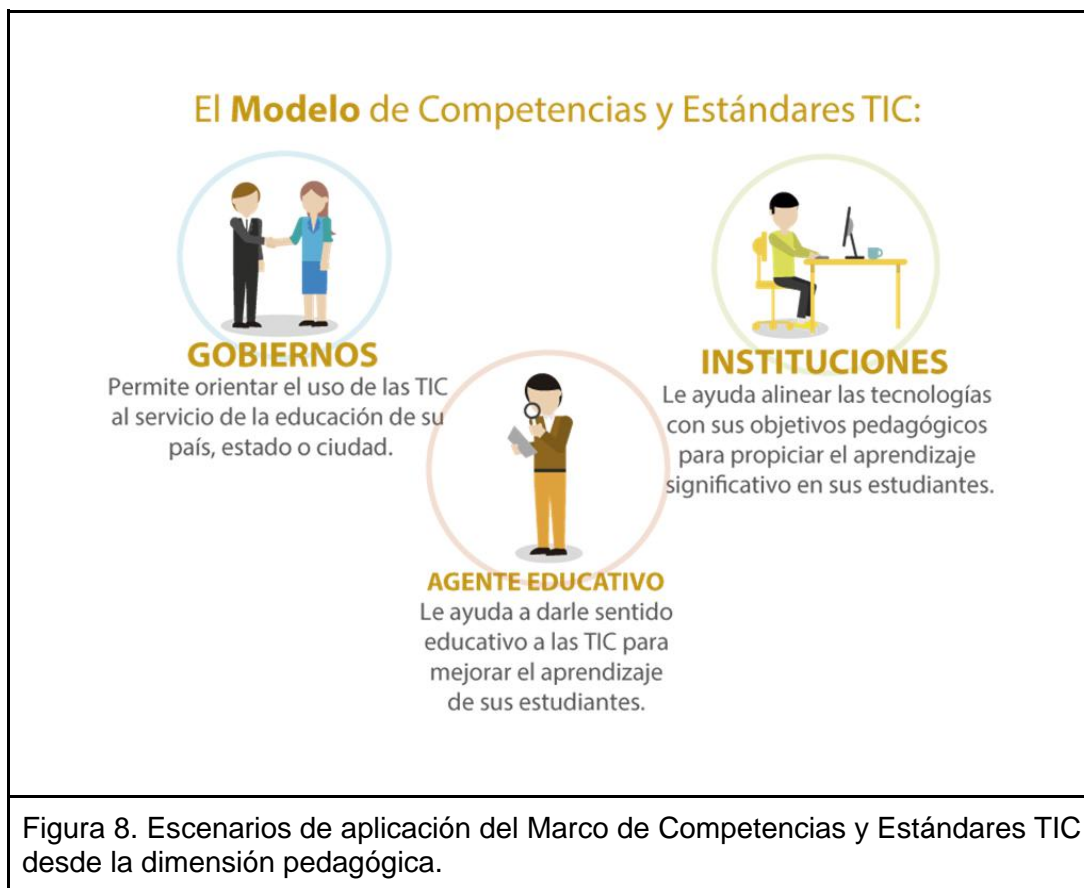 El Modelo de Competencias y Estándares TIC:
GOBIERNOS
Permite orientar el uso de las TIC
al servicio de la educación de su
país, estado o ciudad.
INSTITUCIONES
Le ayuda alinear las tecnologías
con sus objetivos pedagógicos
para propiciar el aprendizaje
significativo en sus estudiantes.
AGENTE EDUCATIVO
Le ayuda a darle sentido
educativo a las TIC para
mejorar el aprendizaje
de sus estudiantes.
Figura 8. Escenarios de aplicación del Marco de Competencias y Estándares TIC
desde la dimensión pedagógica.